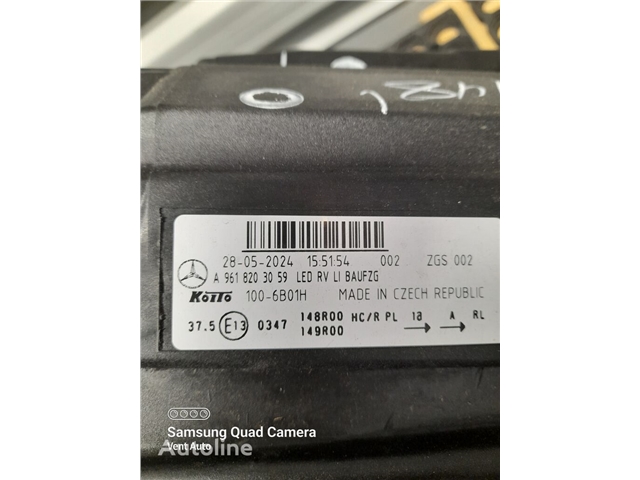 28-05-2024 15:51:54 002 ZGS 002
A 961 820 30 59 LED RV LI BAUFZG
Koito 100-6B01H MADE IN CZECH REPUBLIC
37.5 E13 0347 148R00 HC/R PL 1a A RL
149R00
Samsung Quad Camera
Vent Auto
Autoline